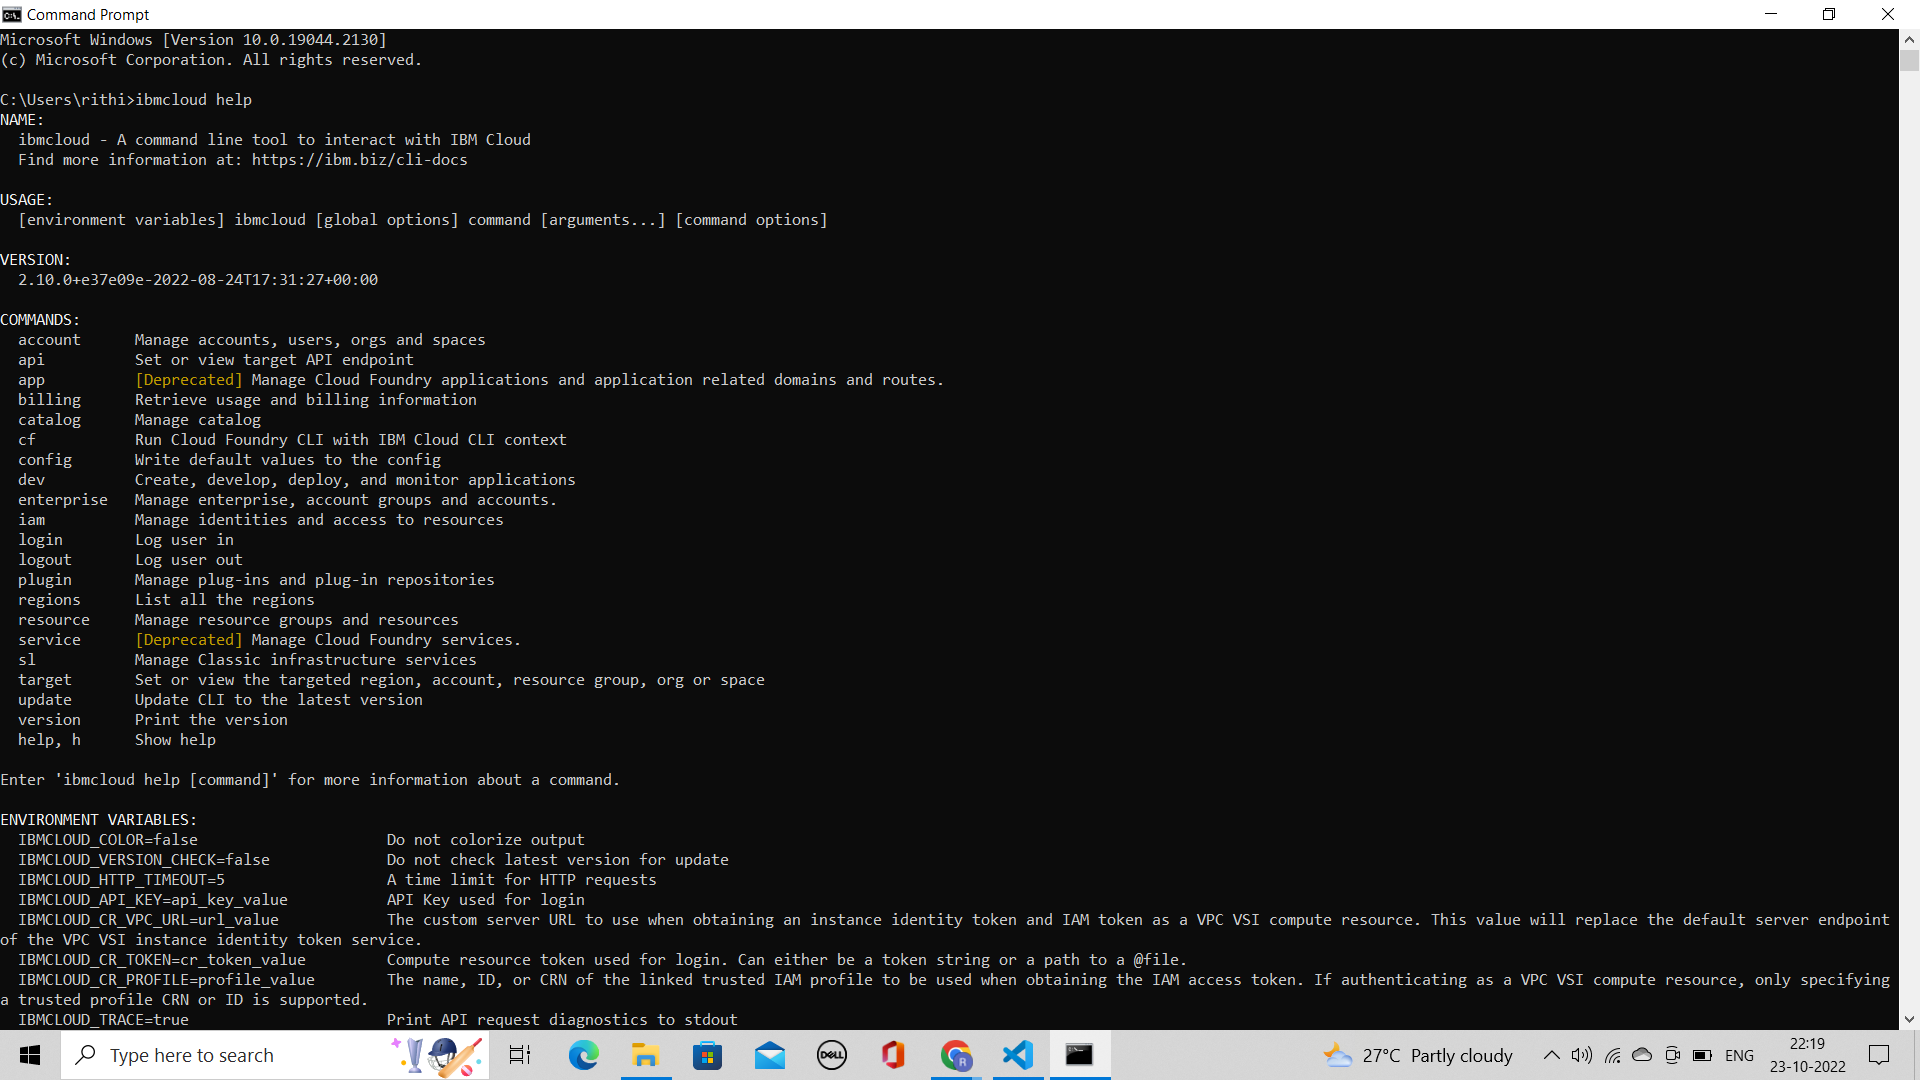 Command Prompt
Microsoft Windows [Version 10.0.19044.2130]
(c) Microsoft Corporation. All rights reserved.
C:\Users\rithi>ibmcloud help
NAME:
  ibmcloud - A command line tool to interact with IBM Cloud
  Find more information at: https://ibm.biz/cli-docs
USAGE:
  [environment variables] ibmcloud [global options] command [arguments...] [command options]
VERSION:
  2.10.0+e37e09e-2022-08-24T17:31:27+00:00
COMMANDS:
  account      Manage accounts, users, orgs and spaces
  api          Set or view target API endpoint
  app          [Deprecated] Manage Cloud Foundry applications and application related domains and routes.
  billing      Retrieve usage and billing information
  catalog      Manage catalog
  cf           Run Cloud Foundry CLI with IBM Cloud CLI context
  config       Write default values to the config
  dev          Create, develop, deploy, and monitor applications
  enterprise   Manage enterprise, account groups and accounts.
  iam          Manage identities and access to resources
  login        Log user in
  logout       Log user out
  plugin       Manage plug-ins and plug-in repositories
  regions      List all the regions
  resource     Manage resource groups and resources
  service      [Deprecated] Manage Cloud Foundry services.
  sl           Manage Classic infrastructure services
  target       Set or view the targeted region, account, resource group, org or space
  update       Update CLI to the latest version
  version      Print the version
  help, h      Show help
Enter 'ibmcloud help [command]' for more information about a command.
ENVIRONMENT VARIABLES:
  IBMCLOUD_COLOR=false                     Do not colorize output
  IBMCLOUD_VERSION_CHECK=false             Do not check latest version for update
  IBMCLOUD_HTTP_TIMEOUT=5                  A time limit for HTTP requests
  IBMCLOUD_API_KEY=api_key_value           API Key used for login
  IBMCLOUD_CR_VPC_URL=url_value            The custom server URL to use when obtaining an instance identity token and IAM token as a VPC VSI compute resource. This value will replace the default server endpoint
of the VPC VSI instance identity token service.
  IBMCLOUD_CR_TOKEN=cr_token_value         Compute resource token used for login. Can either be a token string or a path to a @file.
  IBMCLOUD_CR_PROFILE=profile_value        The name, ID, or CRN of the linked trusted IAM profile to be used when obtaining the IAM access token. If authenticating as a VPC VSI compute resource, only specifying
a trusted profile CRN or ID is supported.
  IBMCLOUD_TRACE=true                      Print API request diagnostics to stdout
Type here to search
DELL
R
27°C Partly cloudy
ENG
22:19
23-10-2022